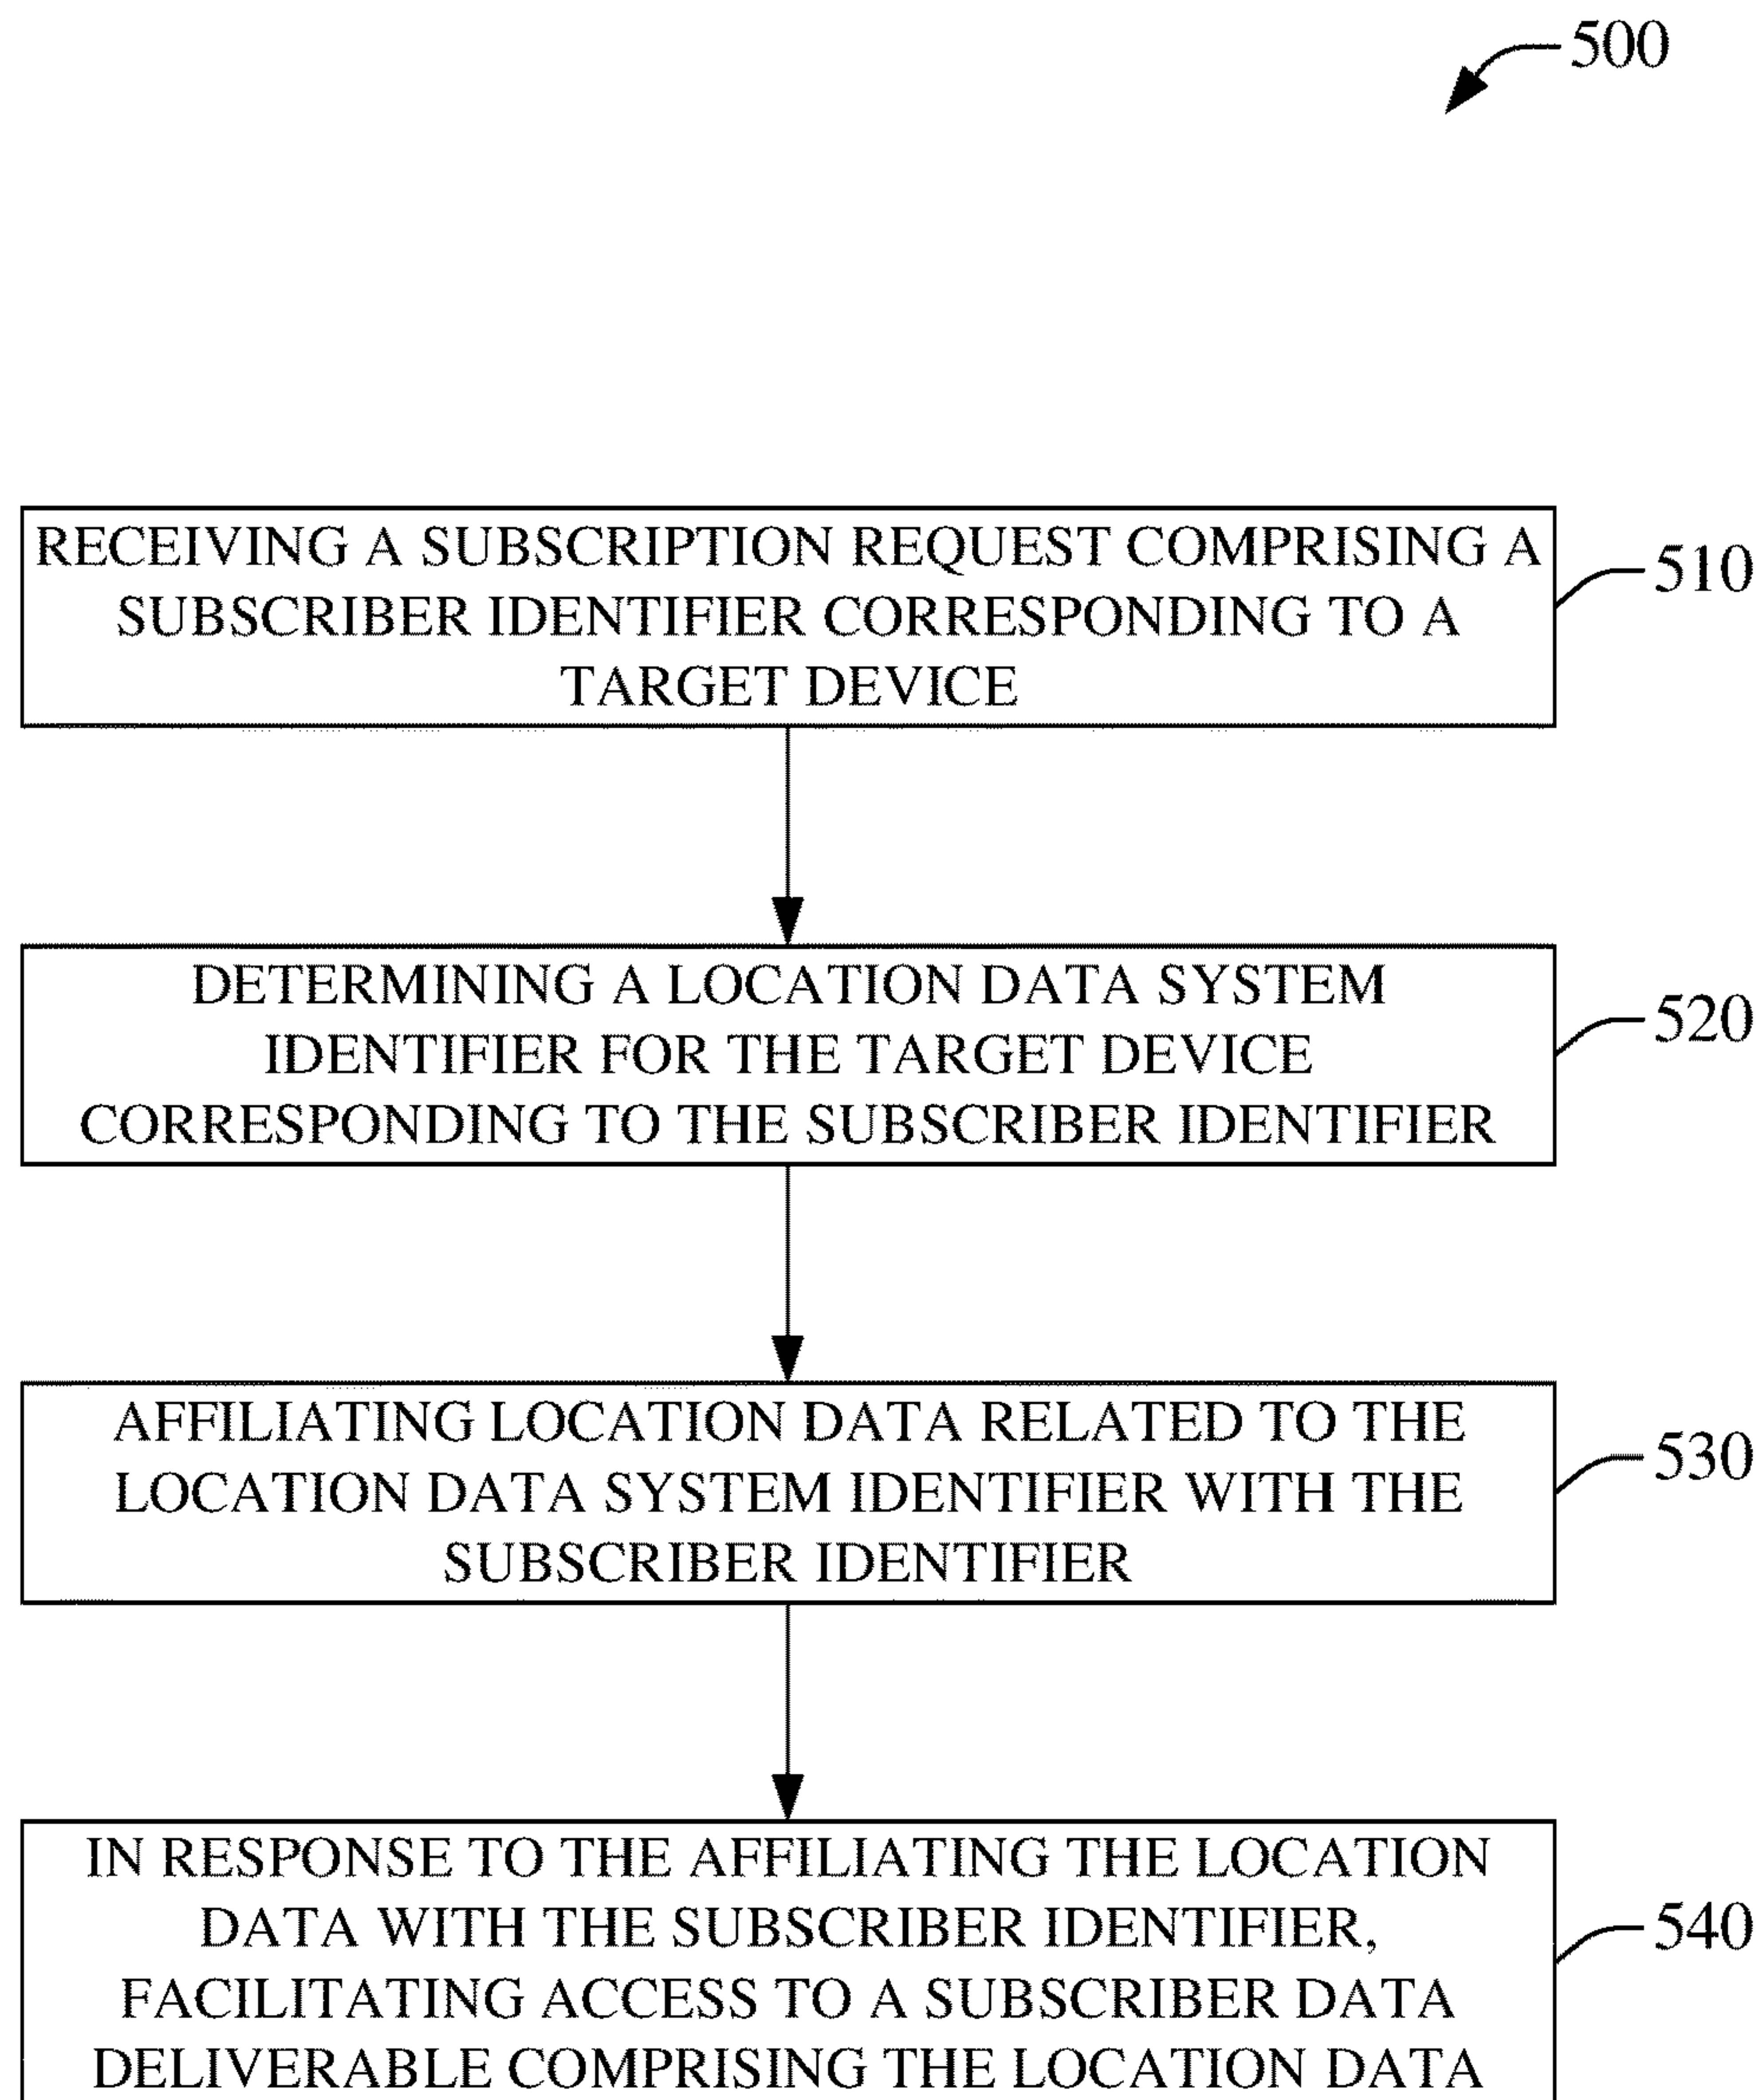 500
RECEIVING A SUBSCRIPTION REQUEST COMPRISING A
SUBSCRIBER IDENTIFIER CORRESPONDING TO A
TARGET DEVICE
510
DETERMINING A LOCATION DATA SYSTEM
IDENTIFIER FOR THE TARGET DEVICE
CORRESPONDING TO THE SUBSCRIBER IDENTIFIER
520
AFFILIATING LOCATION DATA RELATED TO THE
LOCATION DATA SYSTEM IDENTIFIER WITH THE
SUBSCRIBER IDENTIFIER
530
IN RESPONSE TO THE AFFILIATING THE LOCATION
DATA WITH THE SUBSCRIBER IDENTIFIER,
FACILITATING ACCESS TO A SUBSCRIBER DATA
DELIVERABLE COMPRISING THE LOCATION DATA
540